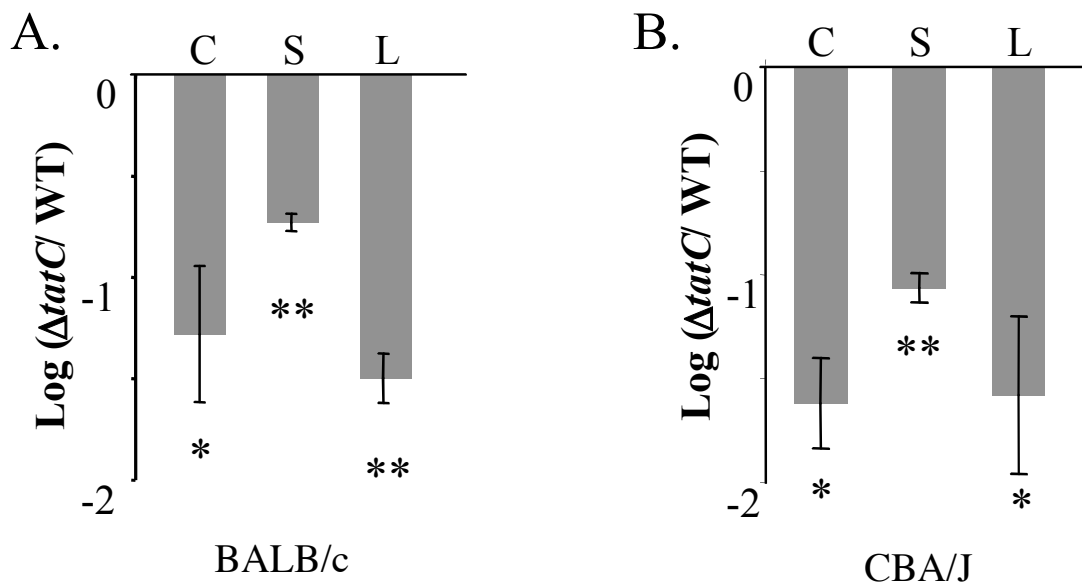 A.
C S L
0
-1
-2
Log (ΔtatC/ WT)
**
*
**
BALB/c
B.
C S L
0
-1
-2
Log (ΔtatC/ WT)
**
*
*
CBA/J